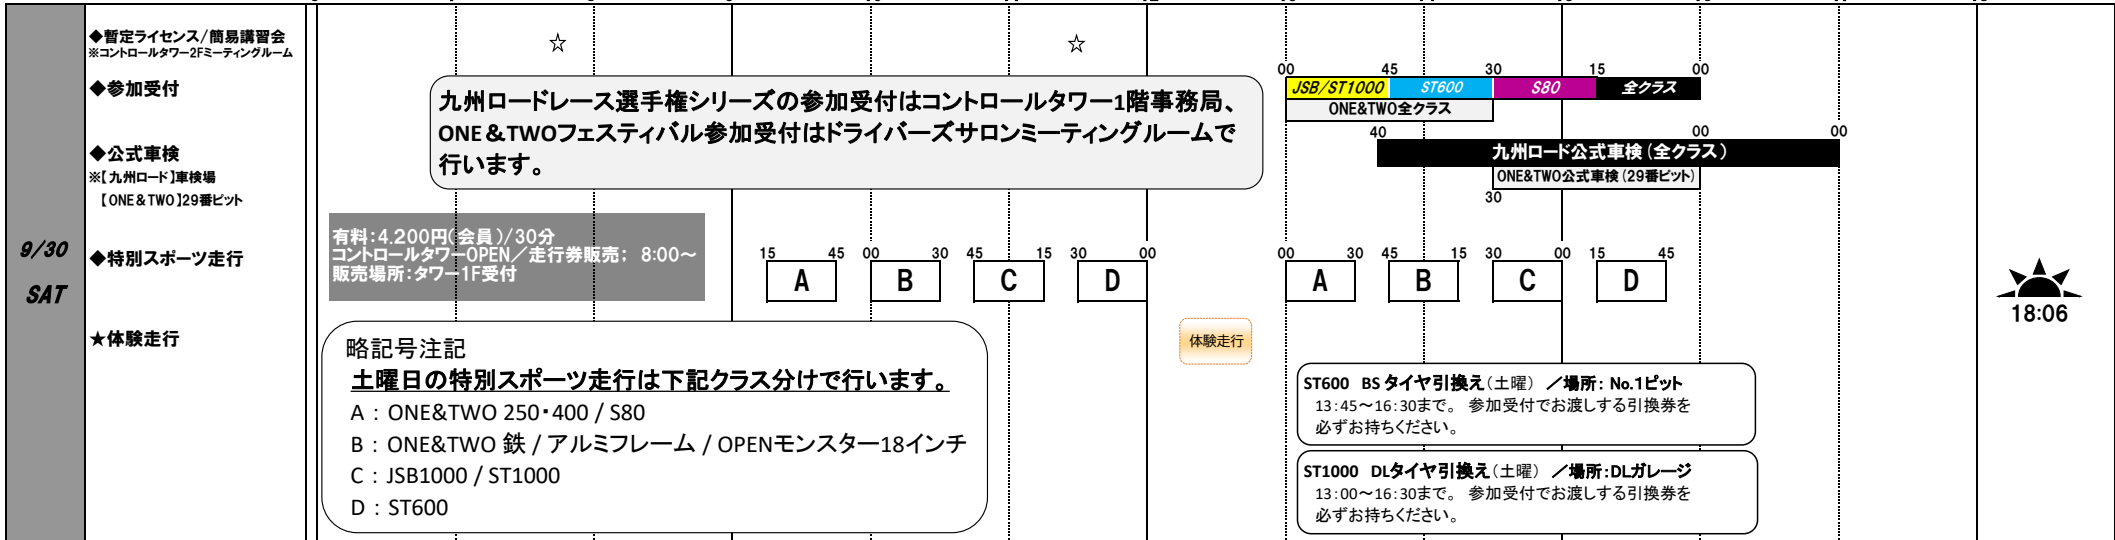 ◆暫定ライセンス/簡易講習会
※コントロールタワー2Fミーティングルーム
☆ ☆
◆参加受付
九州ロードレース選手権シリーズの参加受付はコントロールタワー1階事務局、
ONE&TWOフェスティバル参加受付はドライバーズサロンミーティングルームで
行います。
00 45 30 15 00
JSB/ST1000 ST600 S80 全クラス
ONE&TWO全クラス
◆公式車検
※【九州ロード】車検場
【ONE&TWO】29番ピット
40 00 00
九州ロード公式車検(全クラス)
ONE&TWO公式車検(29番ピット)
30
9/30
SAT
◆特別スポーツ走行
有料:4.200円(会員)/30分
コントロールタワーOPEN/走行券販売; 8:00~
販売場所:タワー1F受付
15 45 00 30 45 15 30 00 00 30 45 15 30 00 15 45
A B C D A B C D
18:06
★体験走行
体験走行
略記号注記
土曜日の特別スポーツ走行は下記クラス分けで行います。
A : ONE&TWO 250・400 / S80
B : ONE&TWO 鉄 / アルミフレーム / OPENモンスター18インチ
C : JSB1000 / ST1000
D : ST600
ST600 BS タイヤ引換え(土曜) /場所: No.1ピット
13:45~16:30まで。 参加受付でお渡しする引換券を
必ずお持ちください。
ST1000 DLタイヤ引換え(土曜) /場所:DLガレージ
13:00~16:30まで。 参加受付でお渡しする引換券を
必ずお持ちください。